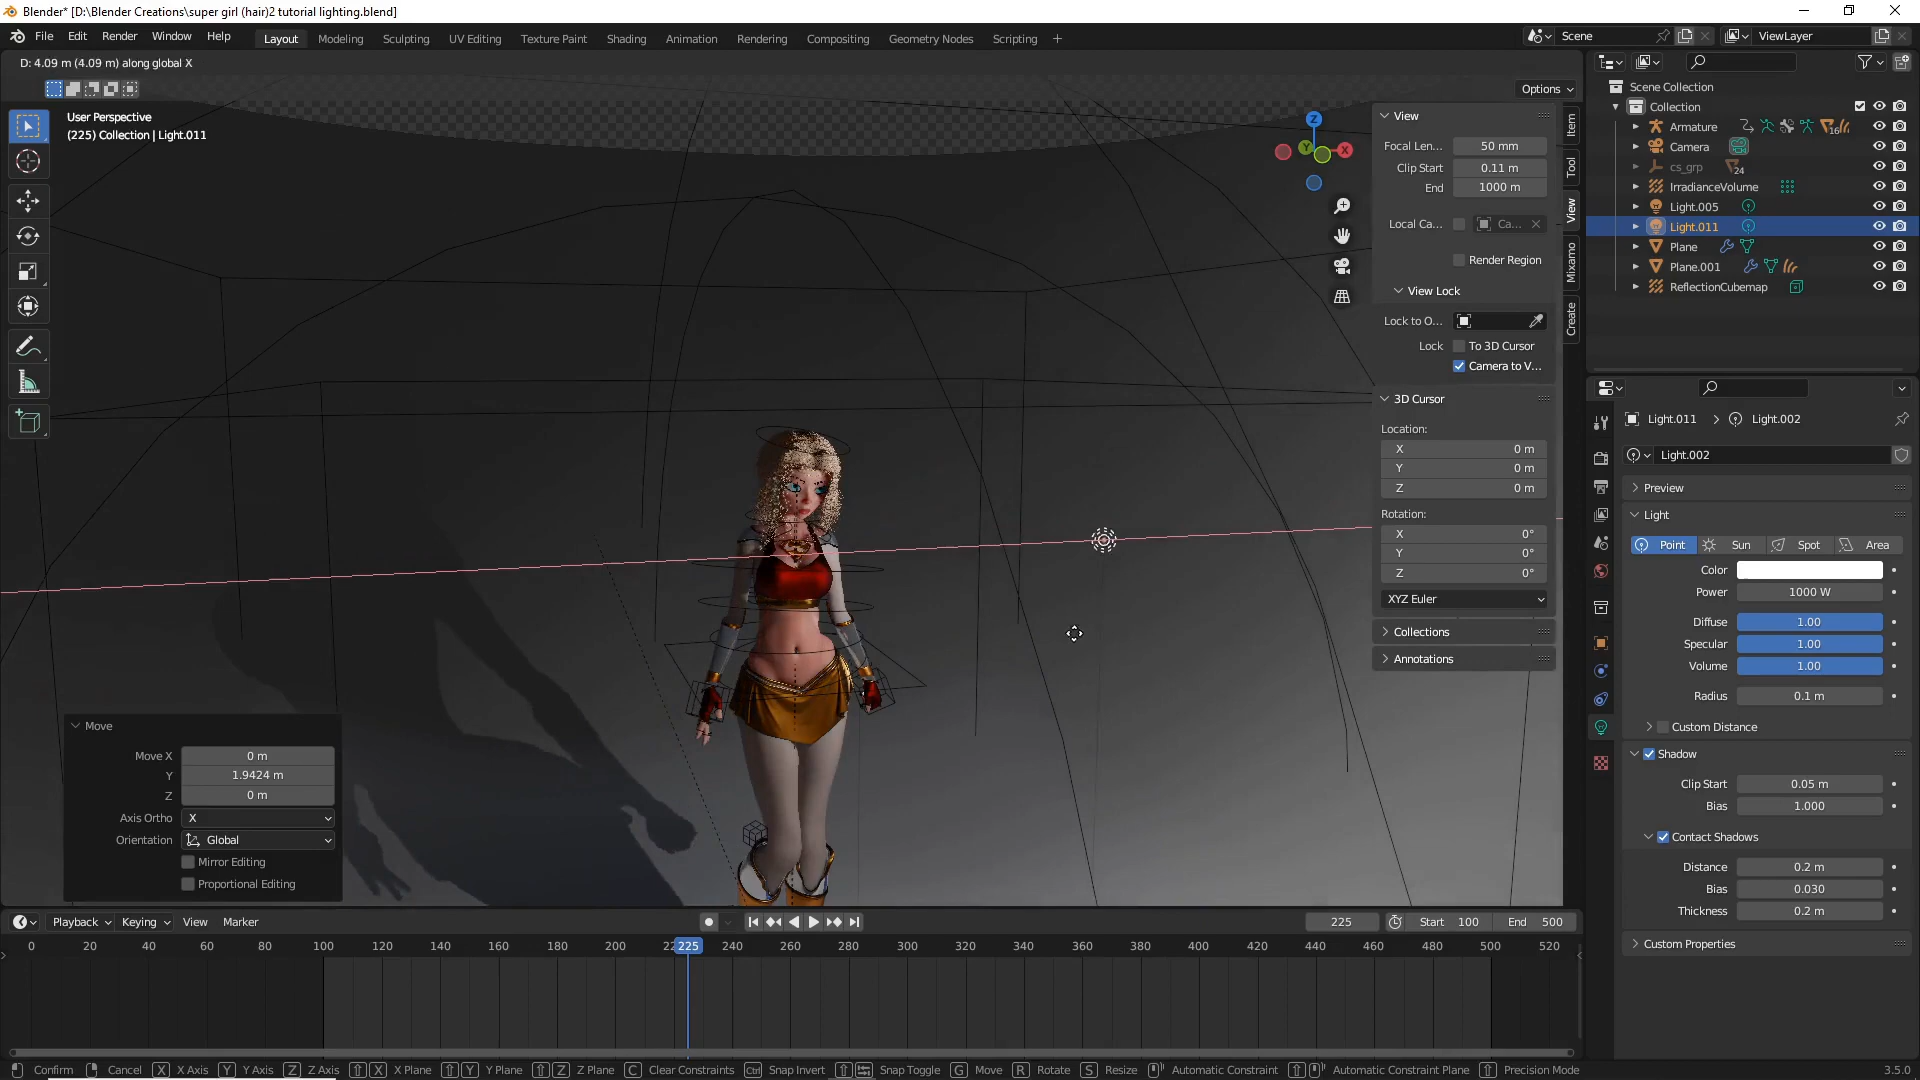 Blender* [D:\Blender Creations\super girl (hair)2 tutorial lighting.blend]
File Edit Render Window Help Layout Modeling Sculpting UV Editing Texture Paint Shading Animation Rendering Compositing Geometry Nodes Scripting + Scene ViewLayer
D: 4.09 m (4.09 m) along global X
Options
User Perspective
(225) Collection | Light.011
Z
Y
X
View
Focal Len... 50 mm
Clip Start 0.11 m
End 1000 m
Local Ca... Ca...
Render Region
View Lock
Lock to O...
Lock To 3D Cursor
Camera to V...
3D Cursor
Location:
X 0 m
Y 0 m
Z 0 m
Rotation:
X 0°
Y 0°
Z 0°
XYZ Euler
Collections
Annotations
Item
Tool
View
Mixamo
Create
Scene Collection
Collection
Armature 16
Camera
cs_grp 24
IrradianceVolume
Light.005
Light.011
Plane
Plane.001
ReflectionCubemap
Light.011 > Light.002
Light.002
Preview
Light
Point Sun Spot Area
Color
Power 1000 W
Diffuse 1.00
Specular 1.00
Volume 1.00
Radius 0.1 m
Custom Distance
Shadow
Clip Start 0.05 m
Bias 1.000
Contact Shadows
Distance 0.2 m
Bias 0.030
Thickness 0.2 m
Custom Properties
Move
Move X 0 m
Y 1.9424 m
Z 0 m
Axis Ortho X
Orientation Global
Mirror Editing
Proportional Editing
Playback Keying View Marker 225 Start 100 End 500
0 20 40 60 80 100 120 140 160 180 200 225 240 260 280 300 320 340 360 380 400 420 440 460 480 500 520
Confirm Cancel X X Axis Y Y Axis Z Z Axis X X Plane Y Y Plane Z Z Plane C Clear Constraints Ctrl Snap Invert Snap Toggle G Move R Rotate S Resize Automatic Constraint Automatic Constraint Plane Precision Mode 3.5.0